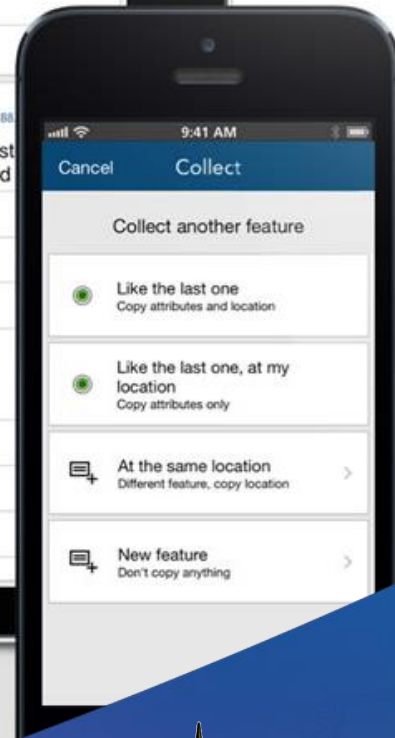 9:41 AM
Cancel Collect
Collect another feature
Like the last one
Copy attributes and location
Like the last one, at my
location
Copy attributes only
At the same location
Different feature, copy location
New feature
Don't copy anything